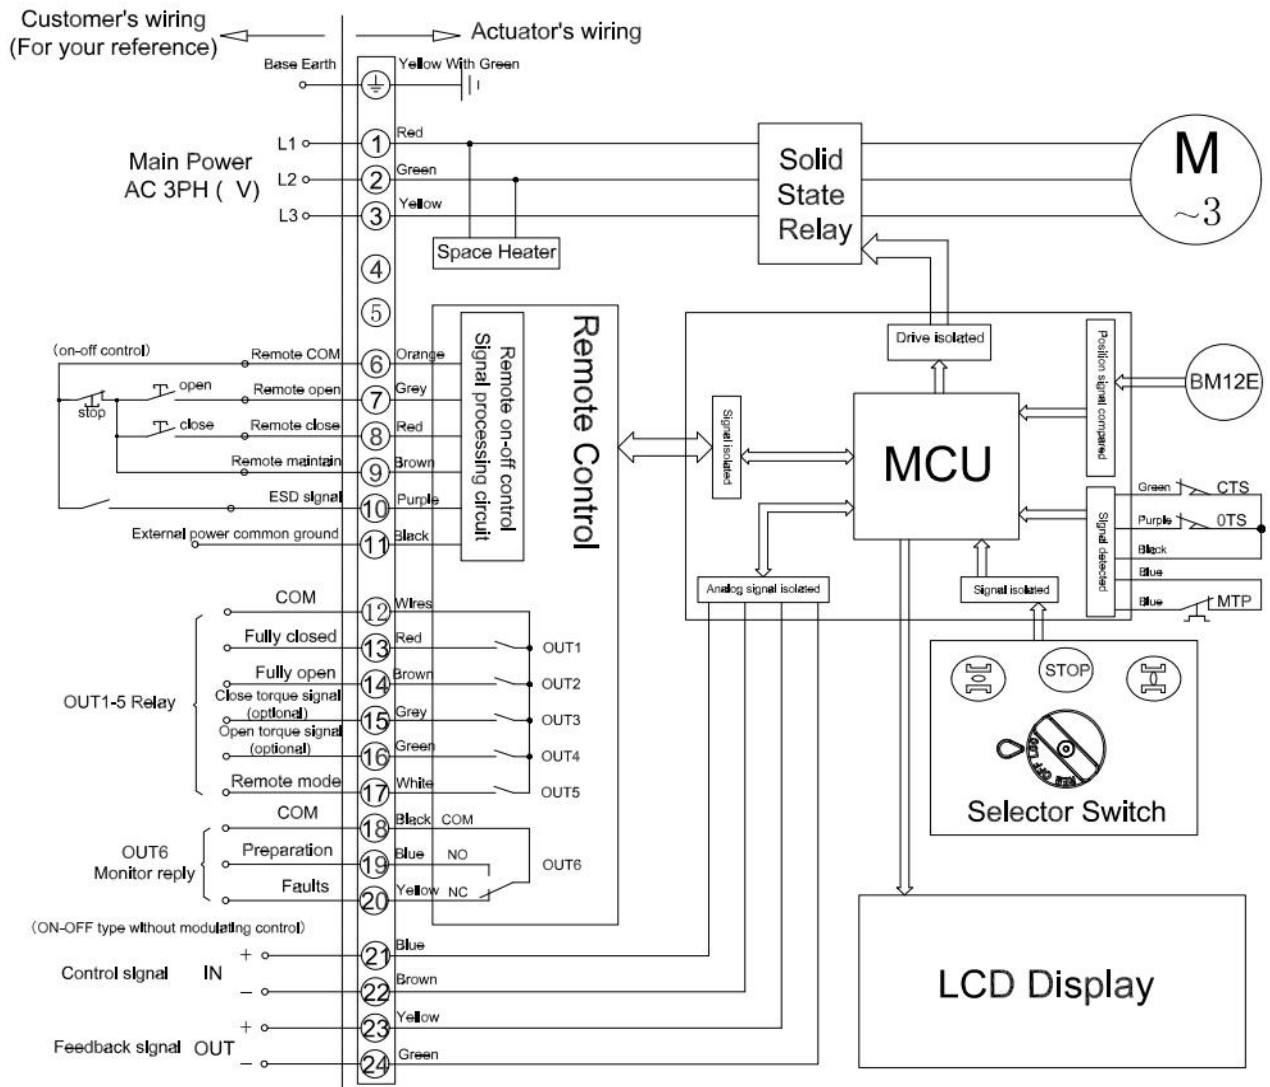 Customer's wiring
(For your reference)
Actuator's wiring
Base Earth
Yellow With Green
Main Power
AC 3PH ( V)
L1
1
Red
L2
2
Green
L3
3
Yellow
Space Heater
Solid
State
Relay
M
~3
4
5
(on-off control)
Remote COM
6
Orange
open
Remote open
7
Grey
stop
close
Remote close
8
Red
Remote maintain
9
Brown
ESD signal
10
Purple
External power common ground
11
Black
Remote on-off control
Signal processing circuit
Remote Control
Drive isolated
Position signal compared
BM12E
Signal isolated
MCU
Signal detected
Green
CTS
Purple
OTS
Black
Blue
Blue
MTP
Analog signal isolated
Signal isolated
COM
12
Wires
Fully closed
13
Red
OUT1
Fully open
14
Brown
OUT2
Close torque signal
(optional)
15
Grey
OUT3
Open torque signal
(optional)
16
Green
OUT4
Remote mode
17
White
OUT5
OUT1-5 Relay
COM
18
Black
COM
OUT6
Monitor reply
Preparation
19
Blue
NO
OUT6
Faults
20
Yellow
NC
STOP
LOC OFF REM
Selector Switch
(ON-OFF type without modulating control)
Control signal
IN
+
21
Blue
−
22
Brown
Feedback signal
OUT
+
23
Yellow
−
24
Green
LCD Display